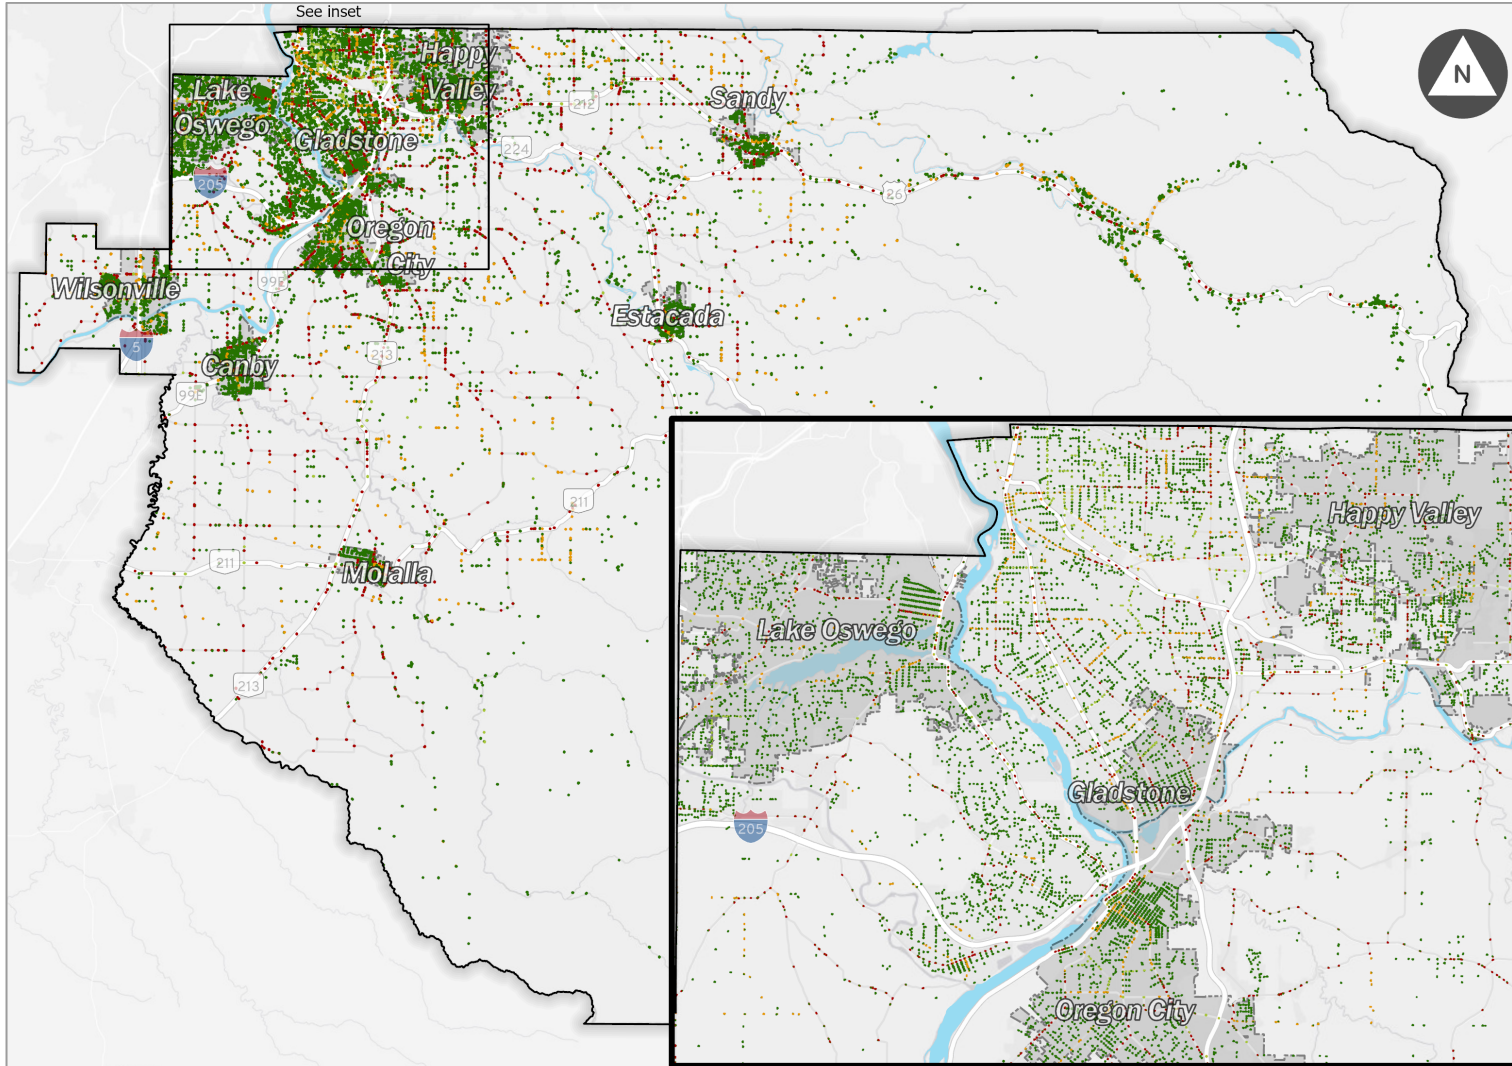 See inset
N
Happy
Valley
Lake
Oswego
Gladstone
212
Sandy
224
205
26
Oregon
City
99E
Wilsonville
5
Estacada
213
Canby
99E
211
211
Molalla
213
Happy Valley
Lake Oswego
Gladstone
205
Oregon City